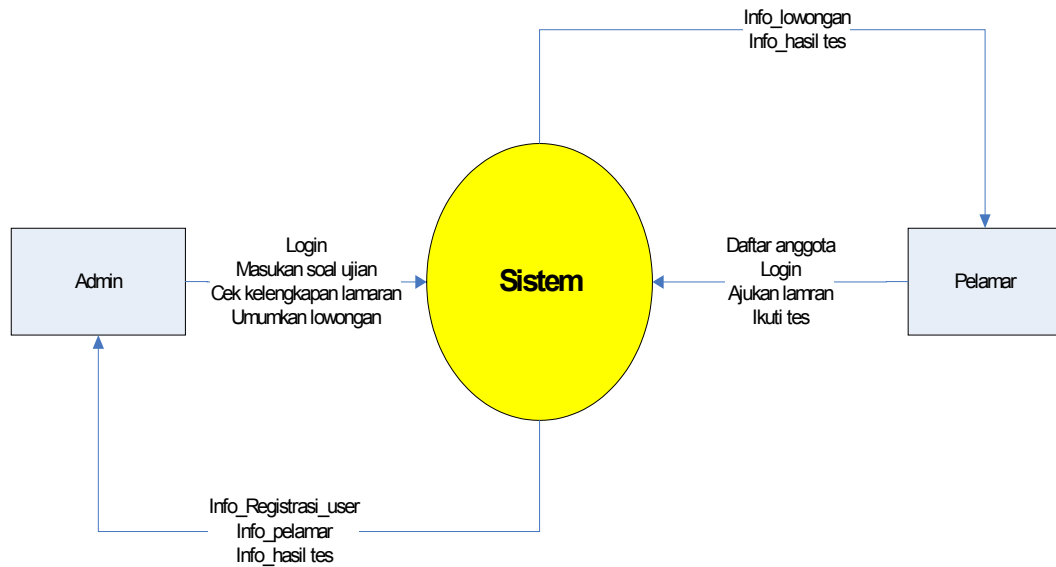 Info_lowongan
Info_hasil tes
Admin
Login
Masukan soal ujian
Cek kelengkapan lamaran
Umumkan lowongan
Sistem
Daftar anggota
Login
Ajukan lamran
Ikuti tes
Pelamar
Info_Registrasi_user
Info_pelamar
Info_hasil tes